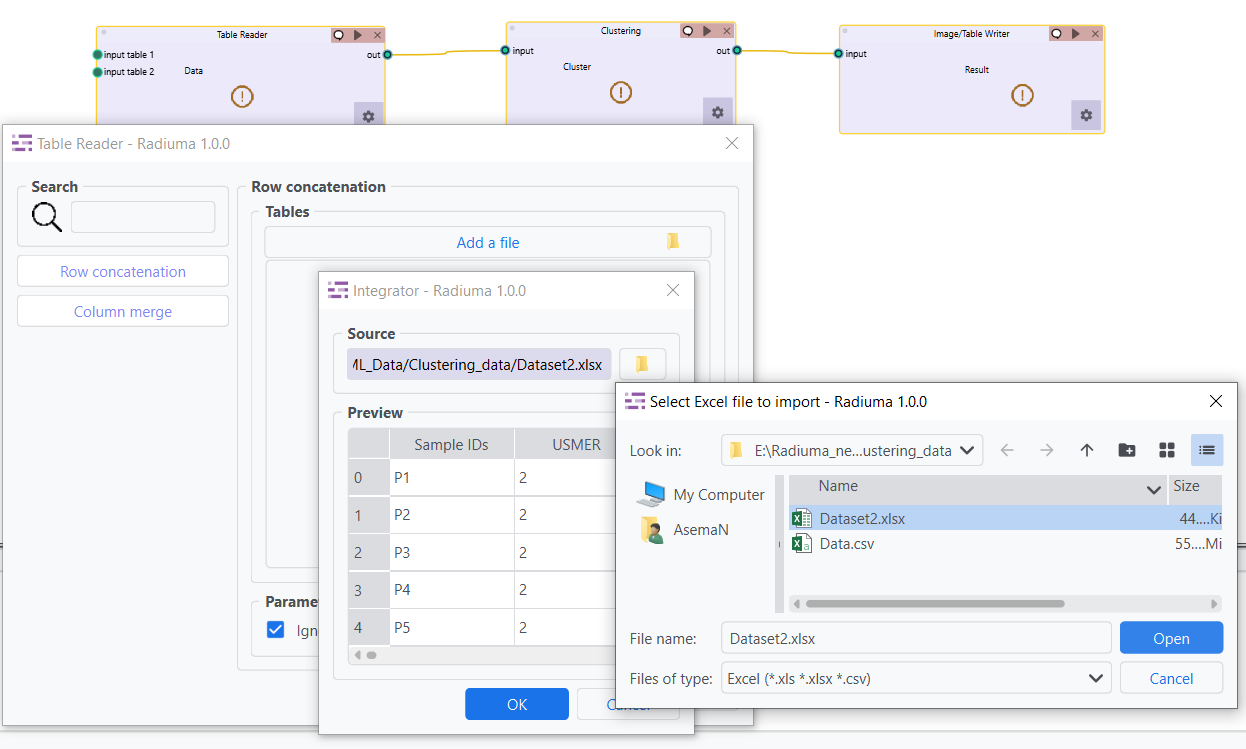 Table Reader
input table 1
out
input table 2
Data
Clustering
input
out
Cluster
Image/Table Writer
input
Result
Table Reader - Radiuma 1.0.0
Search
Row concatenation
Column merge
Row concatenation
Tables
Add a file
Integrator - Radiuma 1.0.0
Source
ML_Data/Clustering_data/Dataset2.xlsx
Preview
Sample IDs USMER
0 P1 2
1 P2 2
2 P3 2
3 P4 2
4 P5 2
OK
Select Excel file to import - Radiuma 1.0.0
Look in: E:\Radiuma_ne...ustering_data
My Computer
AsemaN
Name Size
Dataset2.xlsx 44....Ki
Data.csv 55....Mi
File name: Dataset2.xlsx Open
Files of type: Excel (*.xls *.xlsx *.csv) Cancel